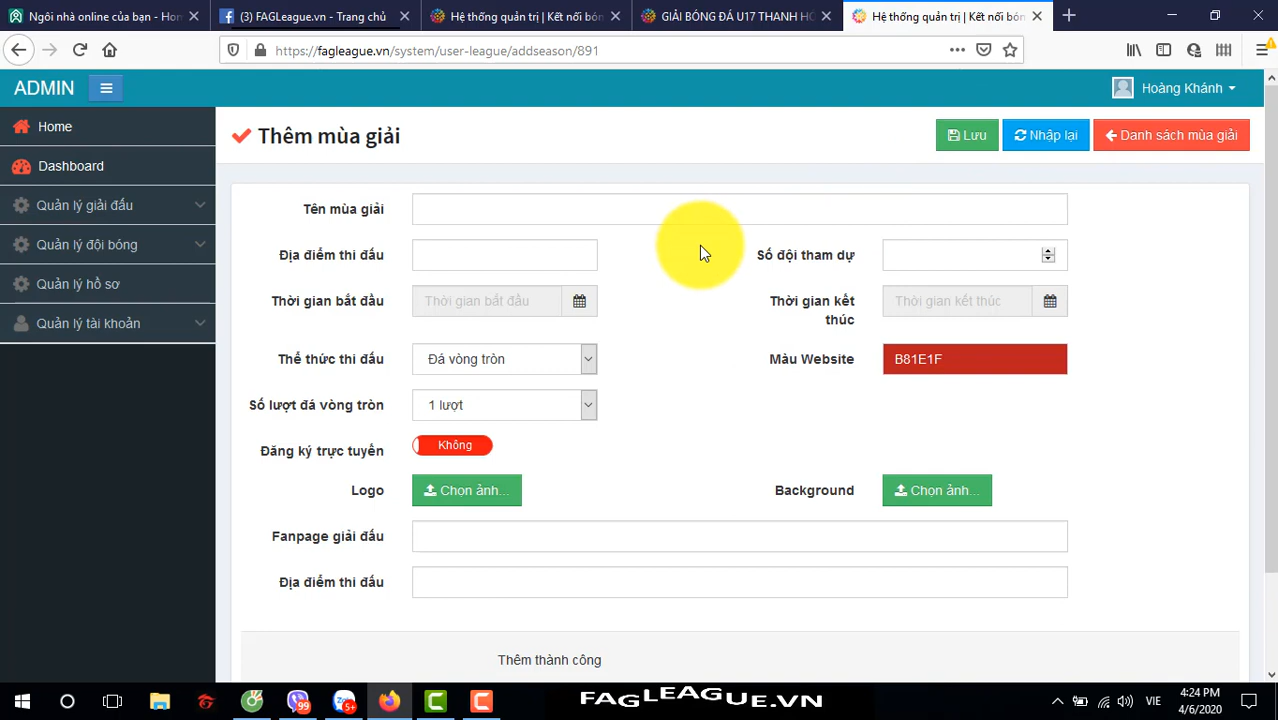 Ngôi nhà online của bạn - Hon
(3) FAGLeague.vn - Trang chủ
Hệ thống quản trị | Kết nối bón
GIẢI BÓNG ĐÁ U17 THANH HÓ
Hệ thống quản trị | Kết nối bón
https://fagleague.vn/system/user-league/addseason/891
ADMIN
Hoàng Khánh
Home
Dashboard
Quản lý giải đấu
Quản lý đội bóng
Quản lý hồ sơ
Quản lý tài khoản
Thêm mùa giải
Lưu
Nhập lại
Danh sách mùa giải
Tên mùa giải
Địa điểm thi đấu
Số đội tham dự
Thời gian bắt đầu
Thời gian bắt đầu
Thời gian kết
thúc
Thời gian kết thúc
Thể thức thi đấu
Đá vòng tròn
Màu Website
B81E1F
Số lượt đá vòng tròn
1 lượt
Đăng ký trực tuyến
Không
Logo
Chọn ảnh...
Background
Chọn ảnh...
Fanpage giải đấu
Địa điểm thi đấu
Thêm thành công
99
Zalo
5+
FAGLEAGUE.VN
VIE
4:24 PM
4/6/2020